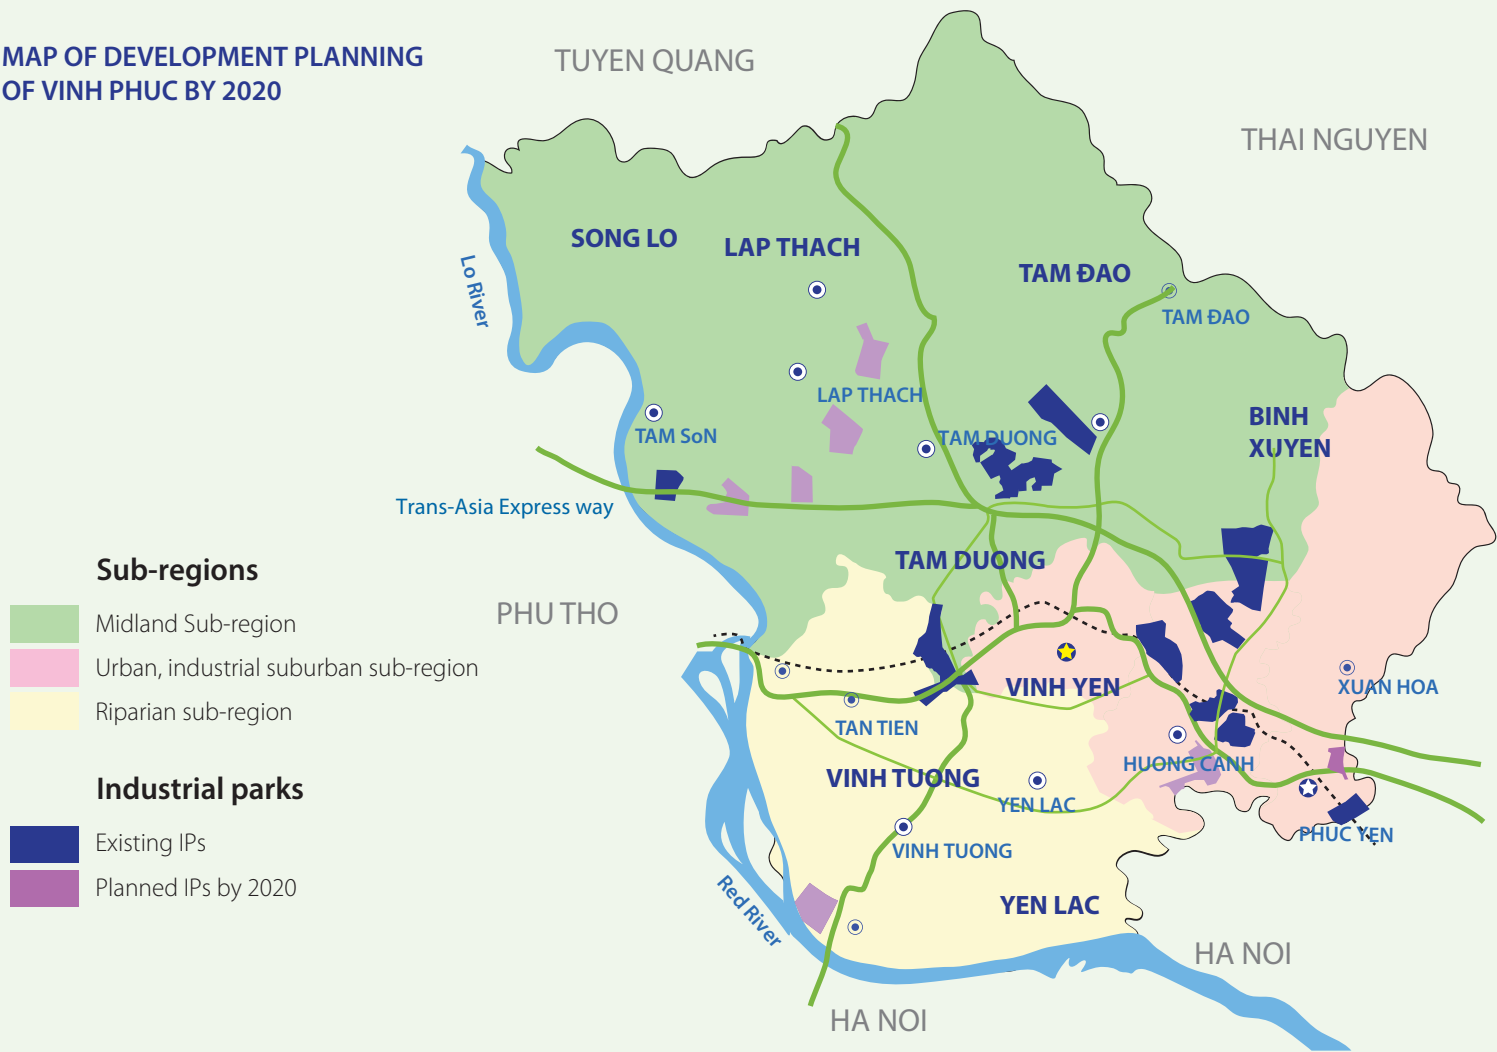 MAP OF DEVELOPMENT PLANNING
OF VINH PHUC BY 2020
TUYEN QUANG
THAI NGUYEN
SONG LO
LAP THACH
TAM ĐAO
Lo River
TAM ĐAO
LAP THACH
TAM SoN
TAM DUONG
BINH
XUYEN
Trans-Asia Express way
TAM DUONG
PHU THO
Sub-regions
Midland Sub-region
Urban, industrial suburban sub-region
Riparian sub-region
VINH YEN
XUAN HOA
TAN TIEN
HUONG CANH
VINH TUONG
YEN LAC
Industrial parks
Existing IPs
Planned IPs by 2020
PHUC YEN
VINH TUONG
Red River
YEN LAC
HA NOI
HA NOI